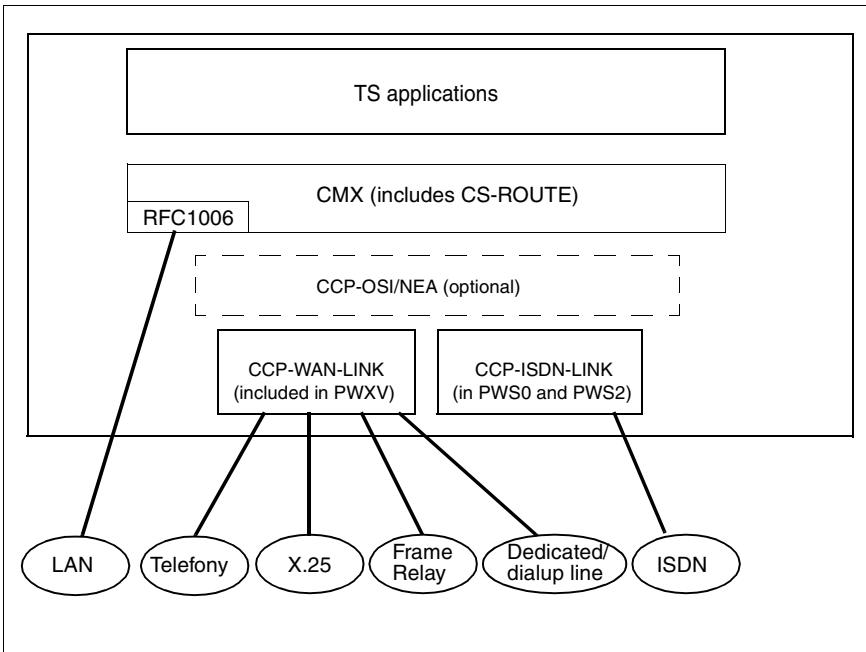 TS applications
CMX (includes CS-ROUTE)
RFC1006
CCP-OSI/NEA (optional)
CCP-WAN-LINK
(included in PWXV)
CCP-ISDN-LINK
(in PWS0 and PWS2)
LAN
Telefony
X.25
Frame
Relay
Dedicated/
dialup line
ISDN